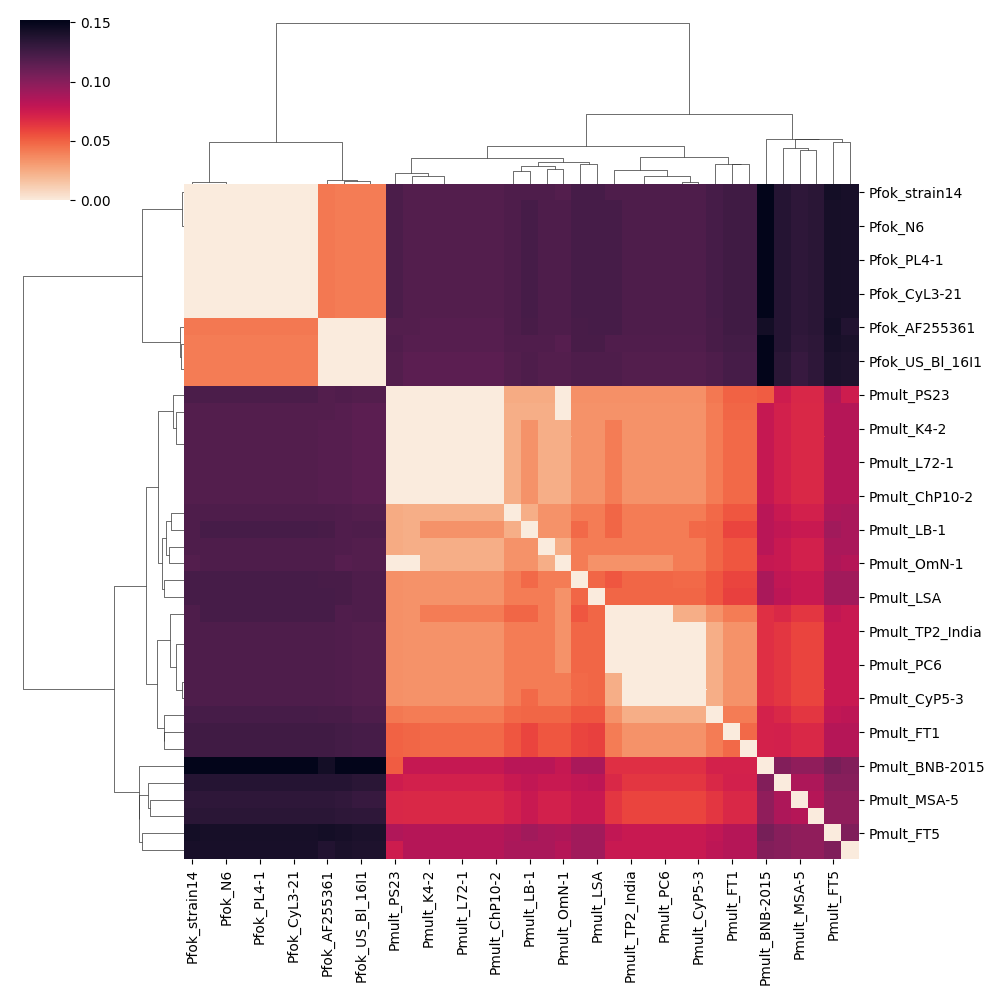 0.15
0.10
0.05
0.00
Pfok_strain14
Pfok_N6
Pfok_PL4-1
Pfok_CyL3-21
Pfok_AF255361
Pfok_US_Bl_16I1
Pmult_PS23
Pmult_K4-2
Pmult_L72-1
Pmult_ChP10-2
Pmult_LB-1
Pmult_OmN-1
Pmult_LSA
Pmult_TP2_India
Pmult_PC6
Pmult_CyP5-3
Pmult_FT1
Pmult_BNB-2015
Pmult_MSA-5
Pmult_FT5
Pfok_strain14
Pfok_N6
Pfok_PL4-1
Pfok_CyL3-21
Pfok_AF255361
Pfok_US_Bl_16I1
Pmult_PS23
Pmult_K4-2
Pmult_L72-1
Pmult_ChP10-2
Pmult_LB-1
Pmult_OmN-1
Pmult_LSA
Pmult_TP2_India
Pmult_PC6
Pmult_CyP5-3
Pmult_FT1
Pmult_BNB-2015
Pmult_MSA-5
Pmult_FT5